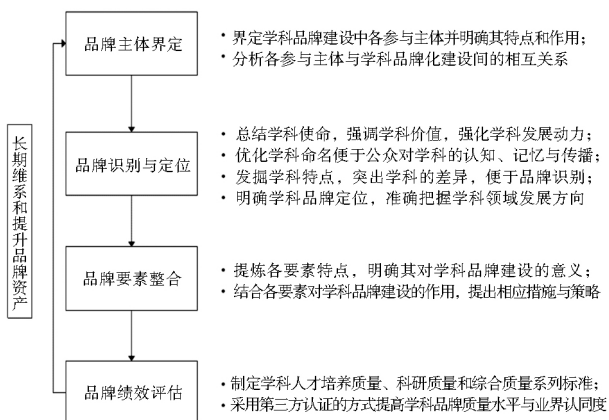 品牌主体界定
· 界定学科品牌建设中各参与主体并明确其特点和作用；
· 分析各参与主体与学科品牌化建设间的相互关系
长期维系和提升品牌资产
品牌识别与定位
· 总结学科使命，强调学科价值，强化学科发展动力；
· 优化学科命名便于公众对学科的认知、记忆与传播；
· 发掘学科特点，突出学科的差异，便于品牌识别；
· 明确学科品牌定位，准确把握学科领域发展方向
品牌要素整合
· 提炼各要素特点，明确其对学科品牌建设的意义；
· 结合各要素对学科品牌建设的作用，提出相应措施与策略
品牌绩效评估
· 制定学科人才培养质量、科研质量和综合质量系列标准；
· 采用第三方认证的方式提高学科品牌质量水平与业界认同度